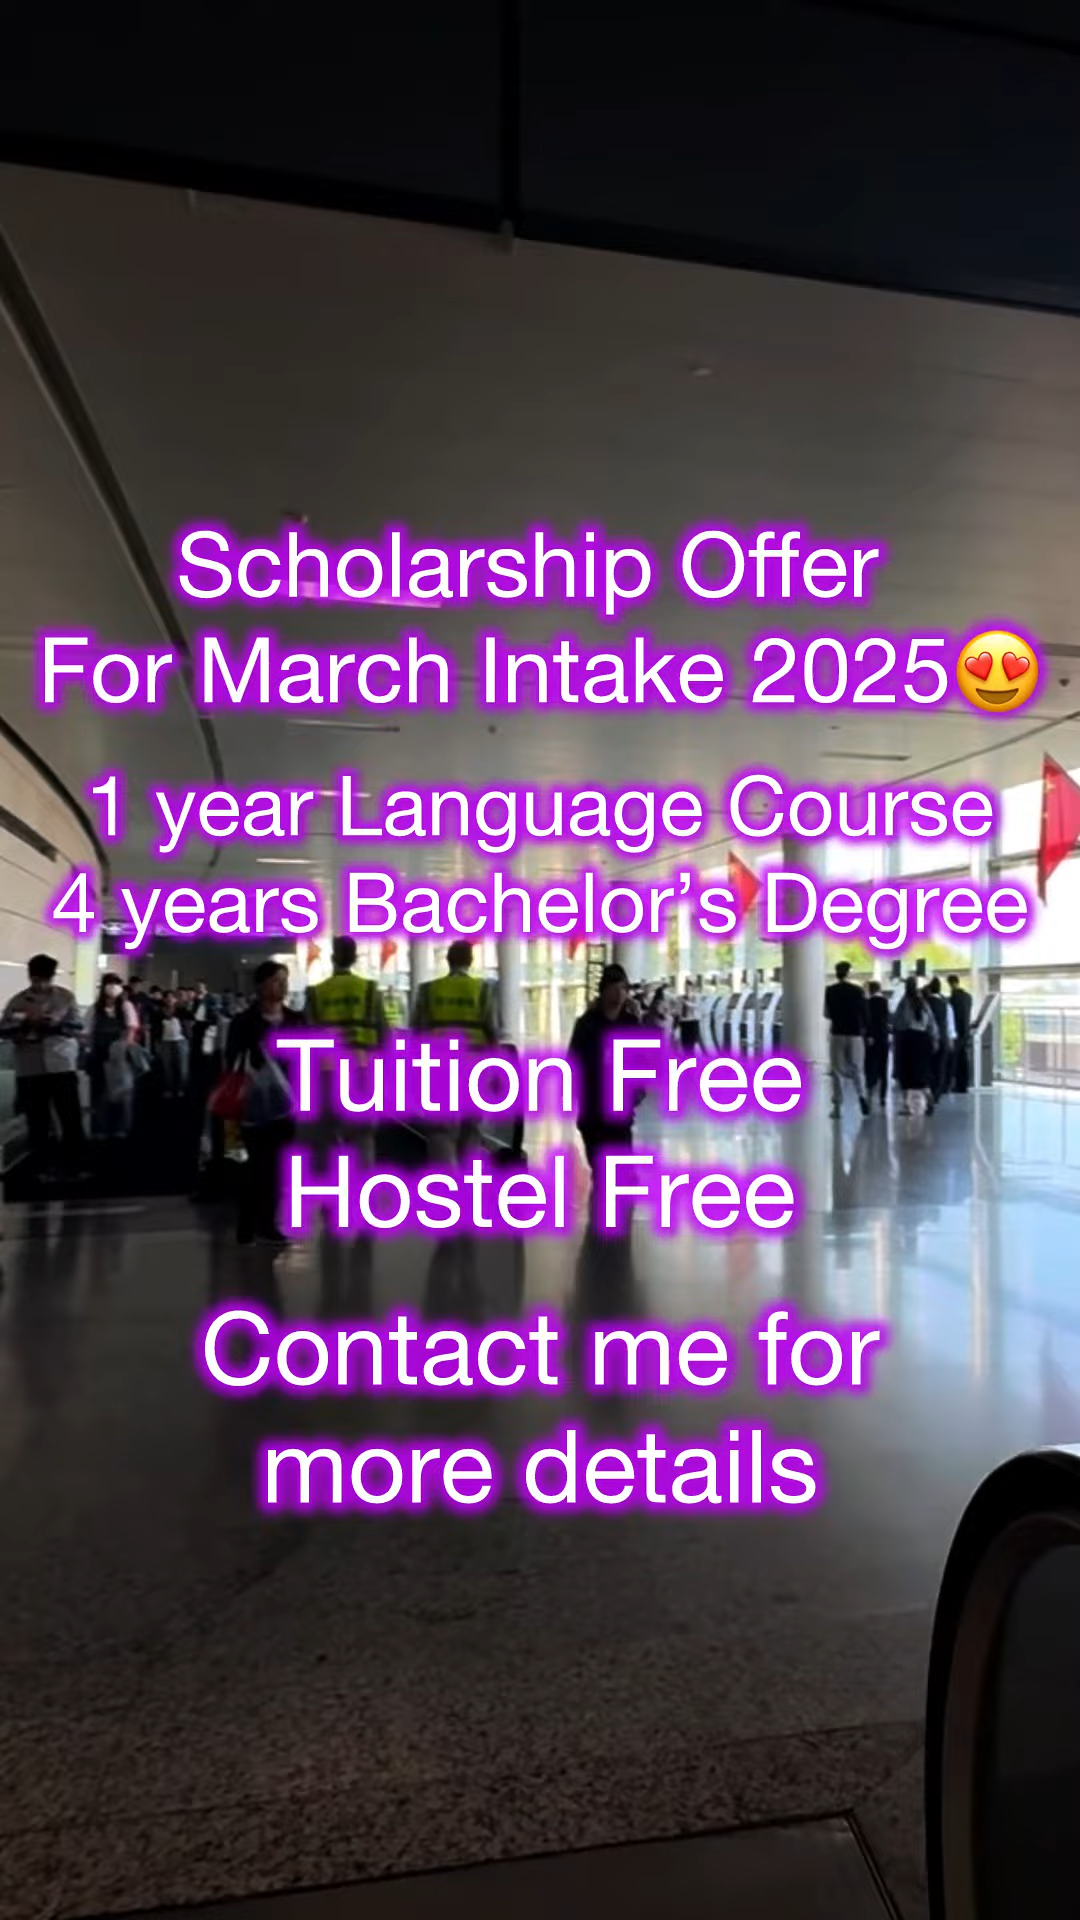 Scholarship Offer
For March Intake 2025😍
1 year Language Course
4 years Bachelor’s Degree
Tuition Free
Hostel Free
Contact me for
more details